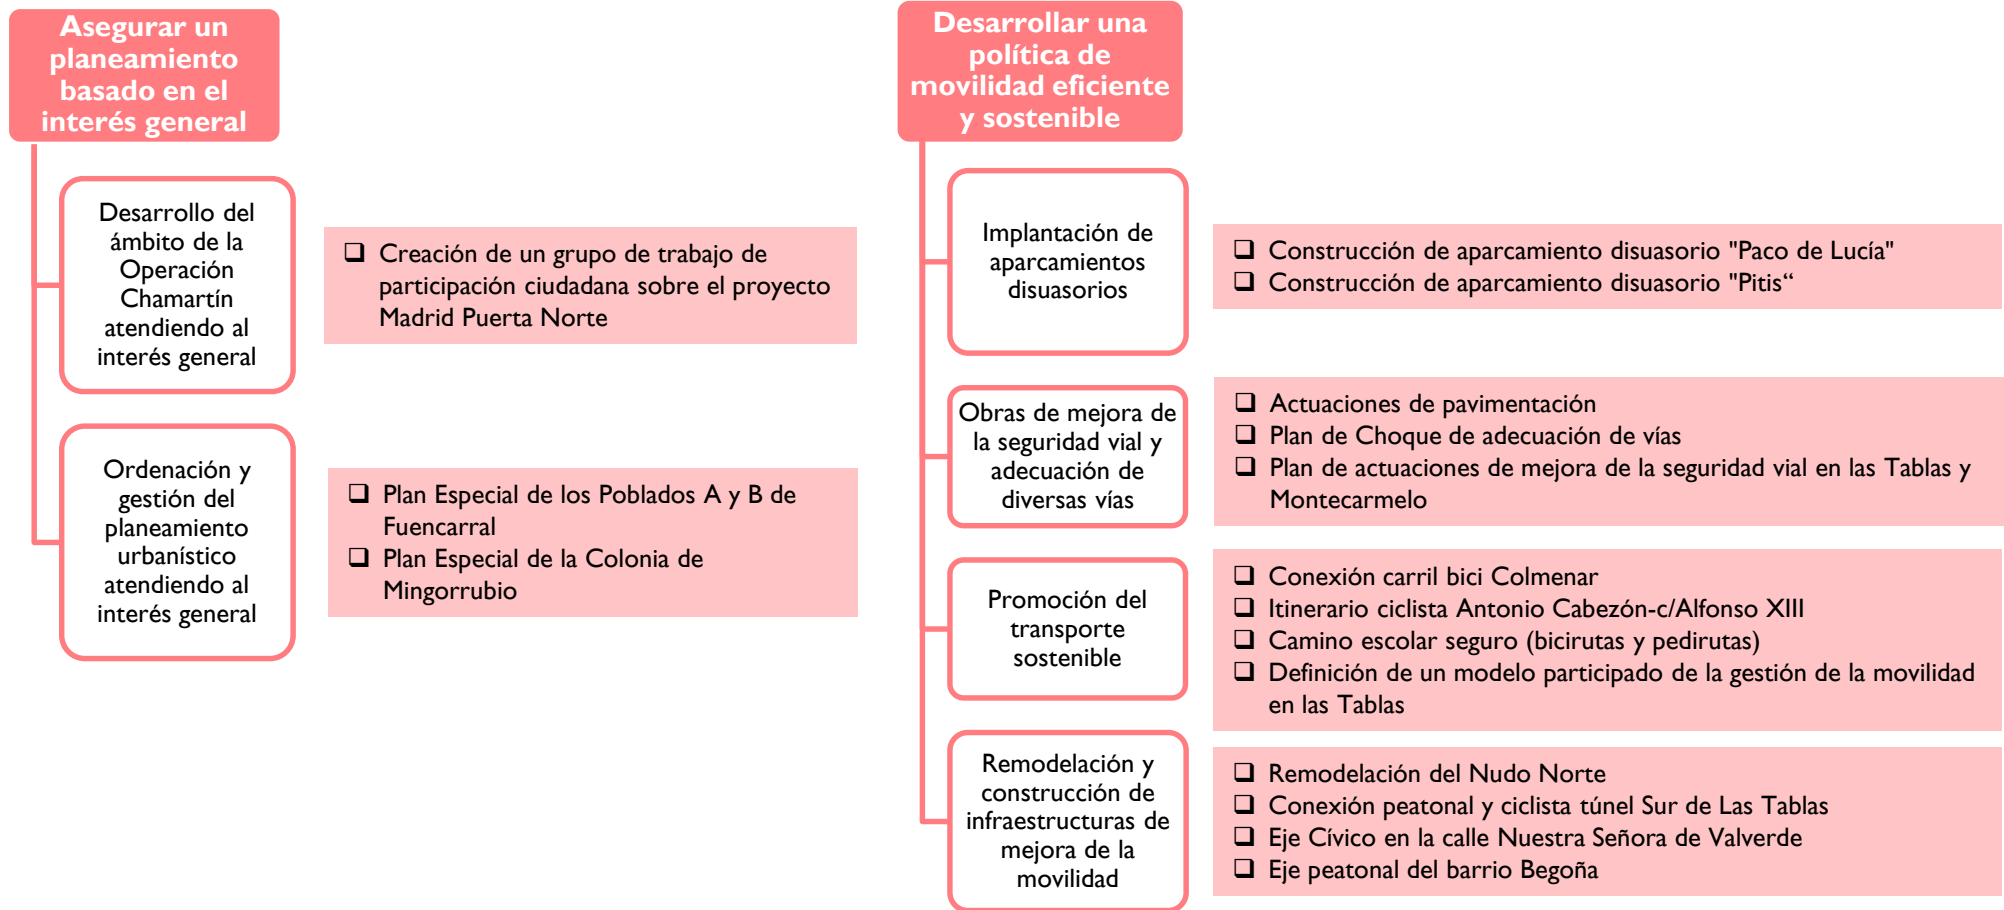 Asegurar un
planeamiento
basado en el
interés general
Desarrollo del
ámbito de la
Operación
Chamartín
atendiendo al
interés general
❑ Creación de un grupo de trabajo de
participación ciudadana sobre el proyecto
Madrid Puerta Norte
Ordenación y
gestión del
planeamiento
urbanístico
atendiendo al
interés general
❑ Plan Especial de los Poblados A y B de
Fuencarral
❑ Plan Especial de la Colonia de
Mingorrubio
Desarrollar una
política de
movilidad eficiente
y sostenible
Implantación de
aparcamientos
disuasorios
❑ Construcción de aparcamiento disuasorio "Paco de Lucía"
❑ Construcción de aparcamiento disuasorio "Pitis“
Obras de mejora de
la seguridad vial y
adecuación de
diversas vías
❑ Actuaciones de pavimentación
❑ Plan de Choque de adecuación de vías
❑ Plan de actuaciones de mejora de la seguridad vial en las Tablas y
Montecarmelo
Promoción del
transporte
sostenible
❑ Conexión carril bici Colmenar
❑ Itinerario ciclista Antonio Cabezón-c/Alfonso XIII
❑ Camino escolar seguro (bicirutas y pedirutas)
❑ Definición de un modelo participado de la gestión de la movilidad
en las Tablas
Remodelación y
construcción de
infraestructuras de
mejora de la
movilidad
❑ Remodelación del Nudo Norte
❑ Conexión peatonal y ciclista túnel Sur de Las Tablas
❑ Eje Cívico en la calle Nuestra Señora de Valverde
❑ Eje peatonal del barrio Begoña